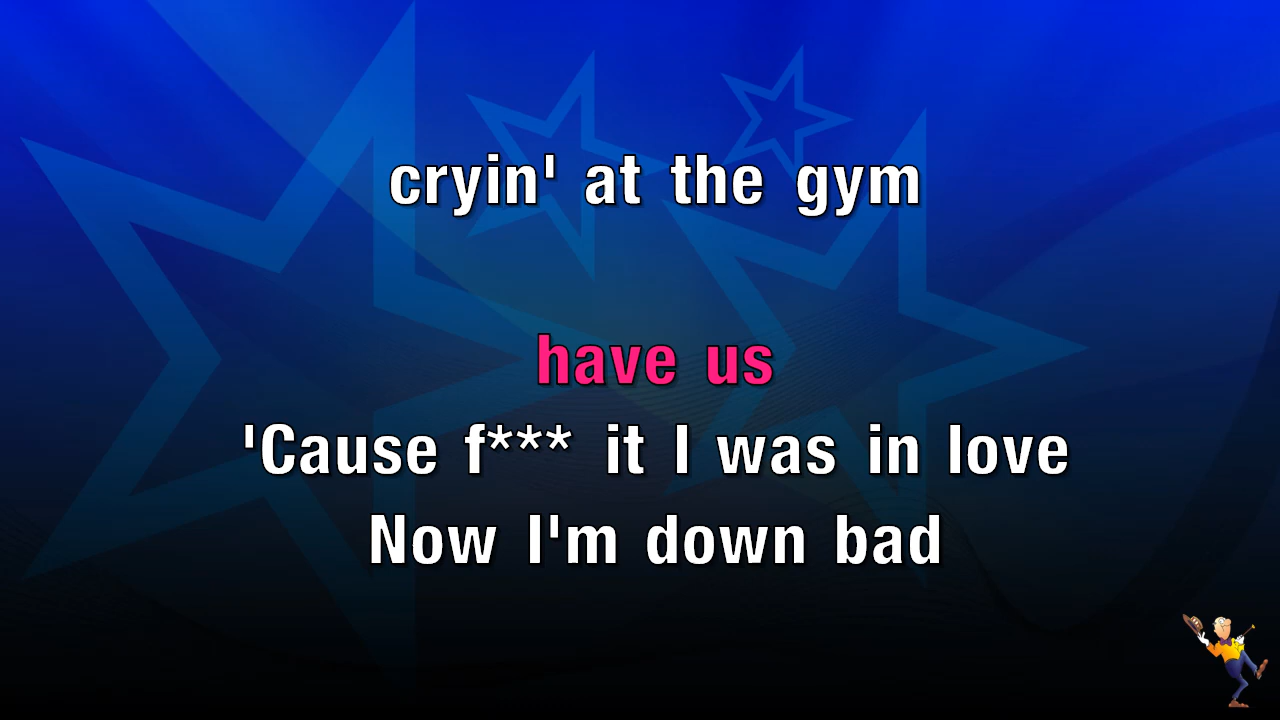 cryin' at the gym
have us
'Cause f*** it I was in love
Now I'm down bad